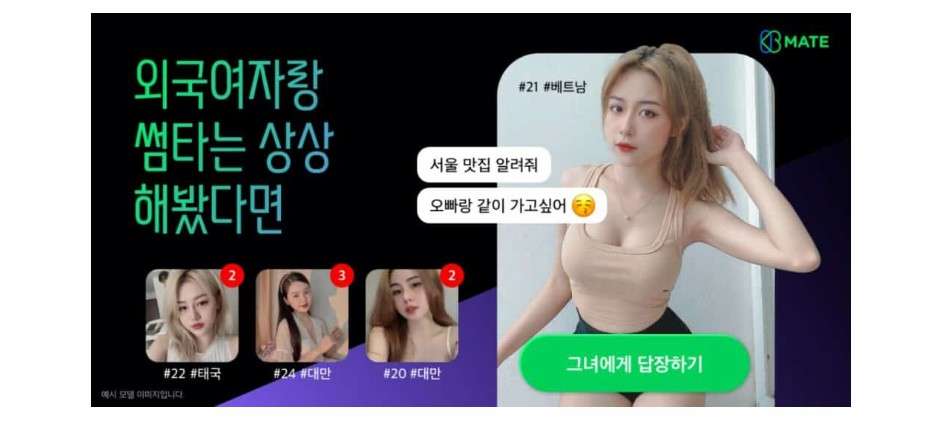 MATE
외국여자랑
썸타는 상상
해봤다면
#21 #베트남
서울 맛집 알려줘
오빠랑 같이 가고싶어
2
3
2
#22 #태국
#24 #대만
#20 #대만
그녀에게 답장하기
예시 모델 이미지입니다.